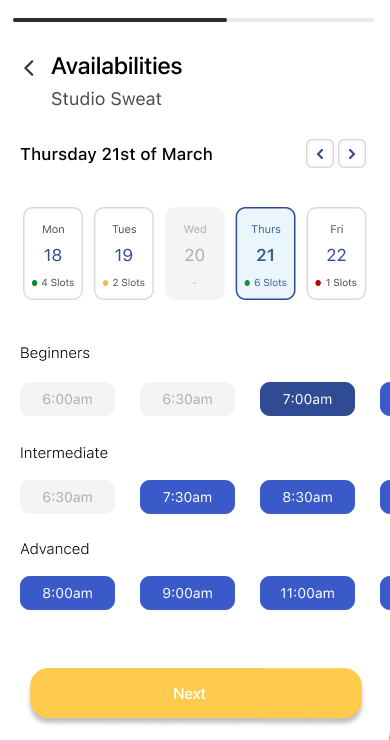 Availabilities
Studio Sweat
Thursday 21st of March
Mon Tues Wed Thurs Fri
18 19 20 21 22
4 Slots 2 Slots - 6 Slots 1 Slots
Beginners
6:00am 6:30am 7:00am
Intermediate
6:30am 7:30am 8:30am
Advanced
8:00am 9:00am 11:00am
Next